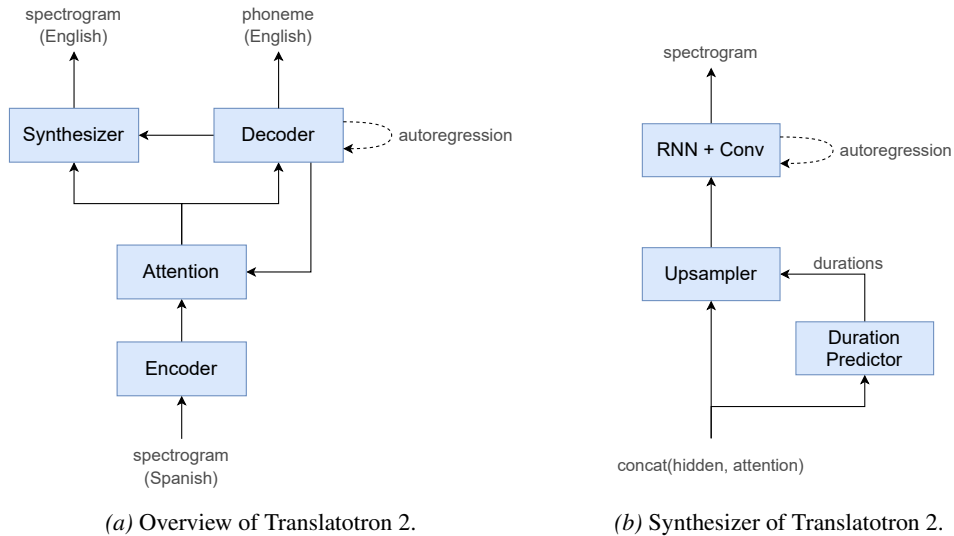 spectrogram
(English)
phoneme
(English)
Synthesizer
Decoder
autoregression
Attention
Encoder
spectrogram
(Spanish)
(a) Overview of Translatotron 2.
spectrogram
RNN + Conv
autoregression
Upsampler
durations
Duration
Predictor
concat(hidden, attention)
(b) Synthesizer of Translatotron 2.